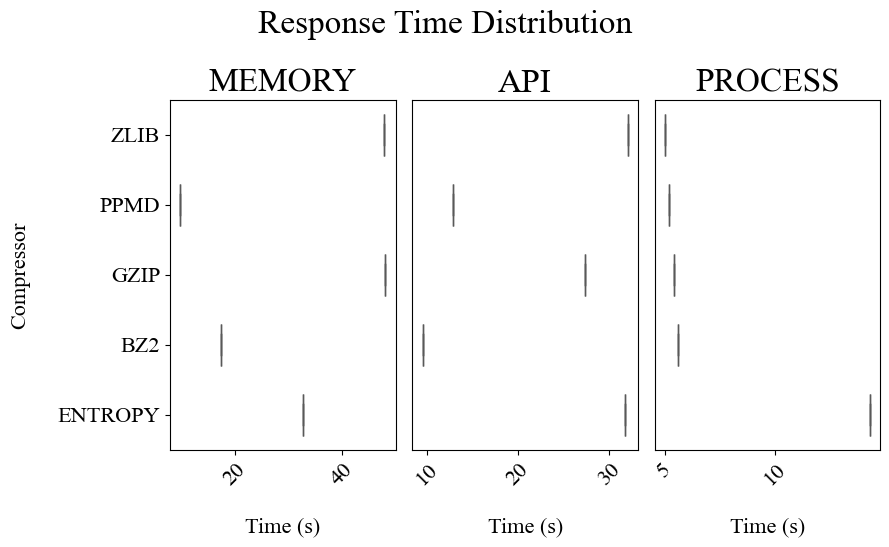 Response Time Distribution
MEMORY
API
PROCESS
Compressor
ZLIB
PPMD
GZIP
BZ2
ENTROPY
20
40
10
20
30
5
10
Time (s)
Time (s)
Time (s)